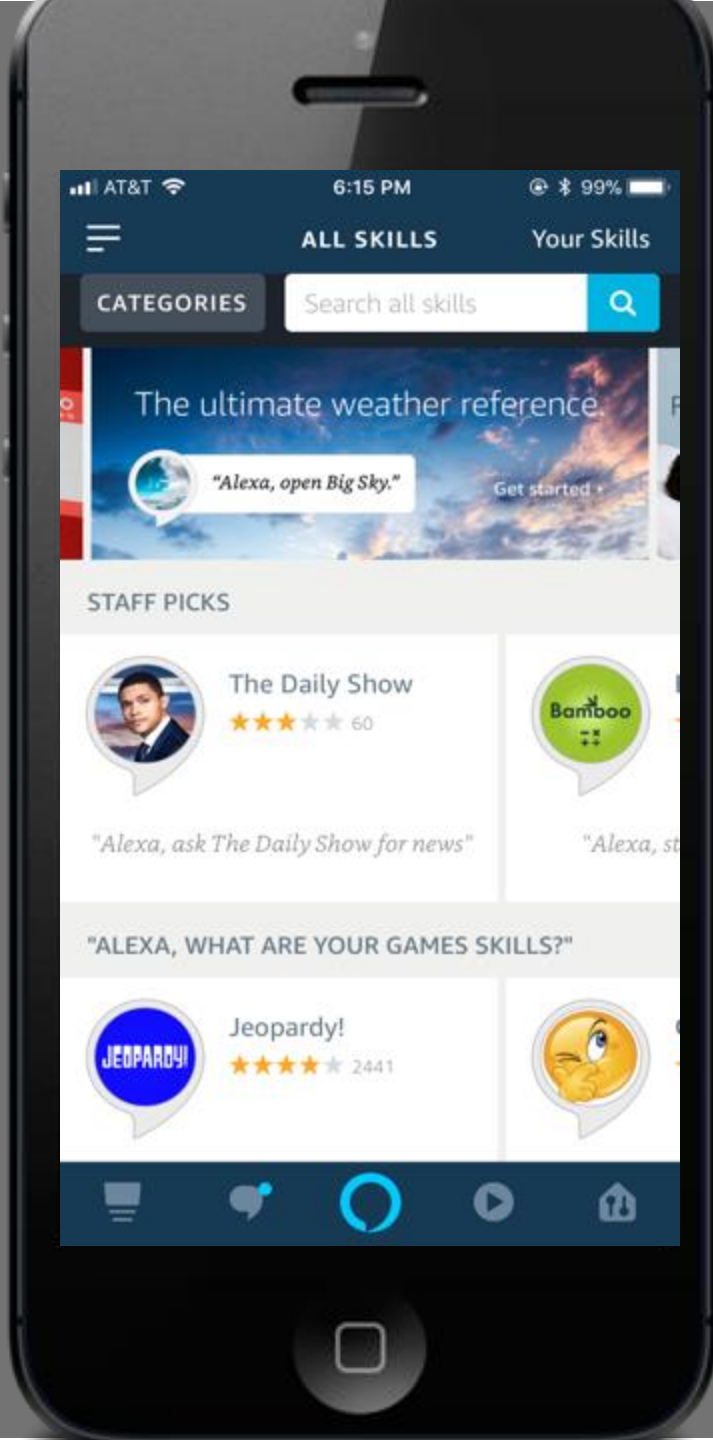 AT&T
6:15 PM
99%
ALL SKILLS
Your Skills
CATEGORIES
Search all skills
The ultimate weather reference.
"Alexa, open Big Sky."
Get started ›
STAFF PICKS
The Daily Show
60
Bamboo
"Alexa, ask The Daily Show for news"
"Alexa, st
"ALEXA, WHAT ARE YOUR GAMES SKILLS?"
Jeopardy!
JEOPARDY!
2441